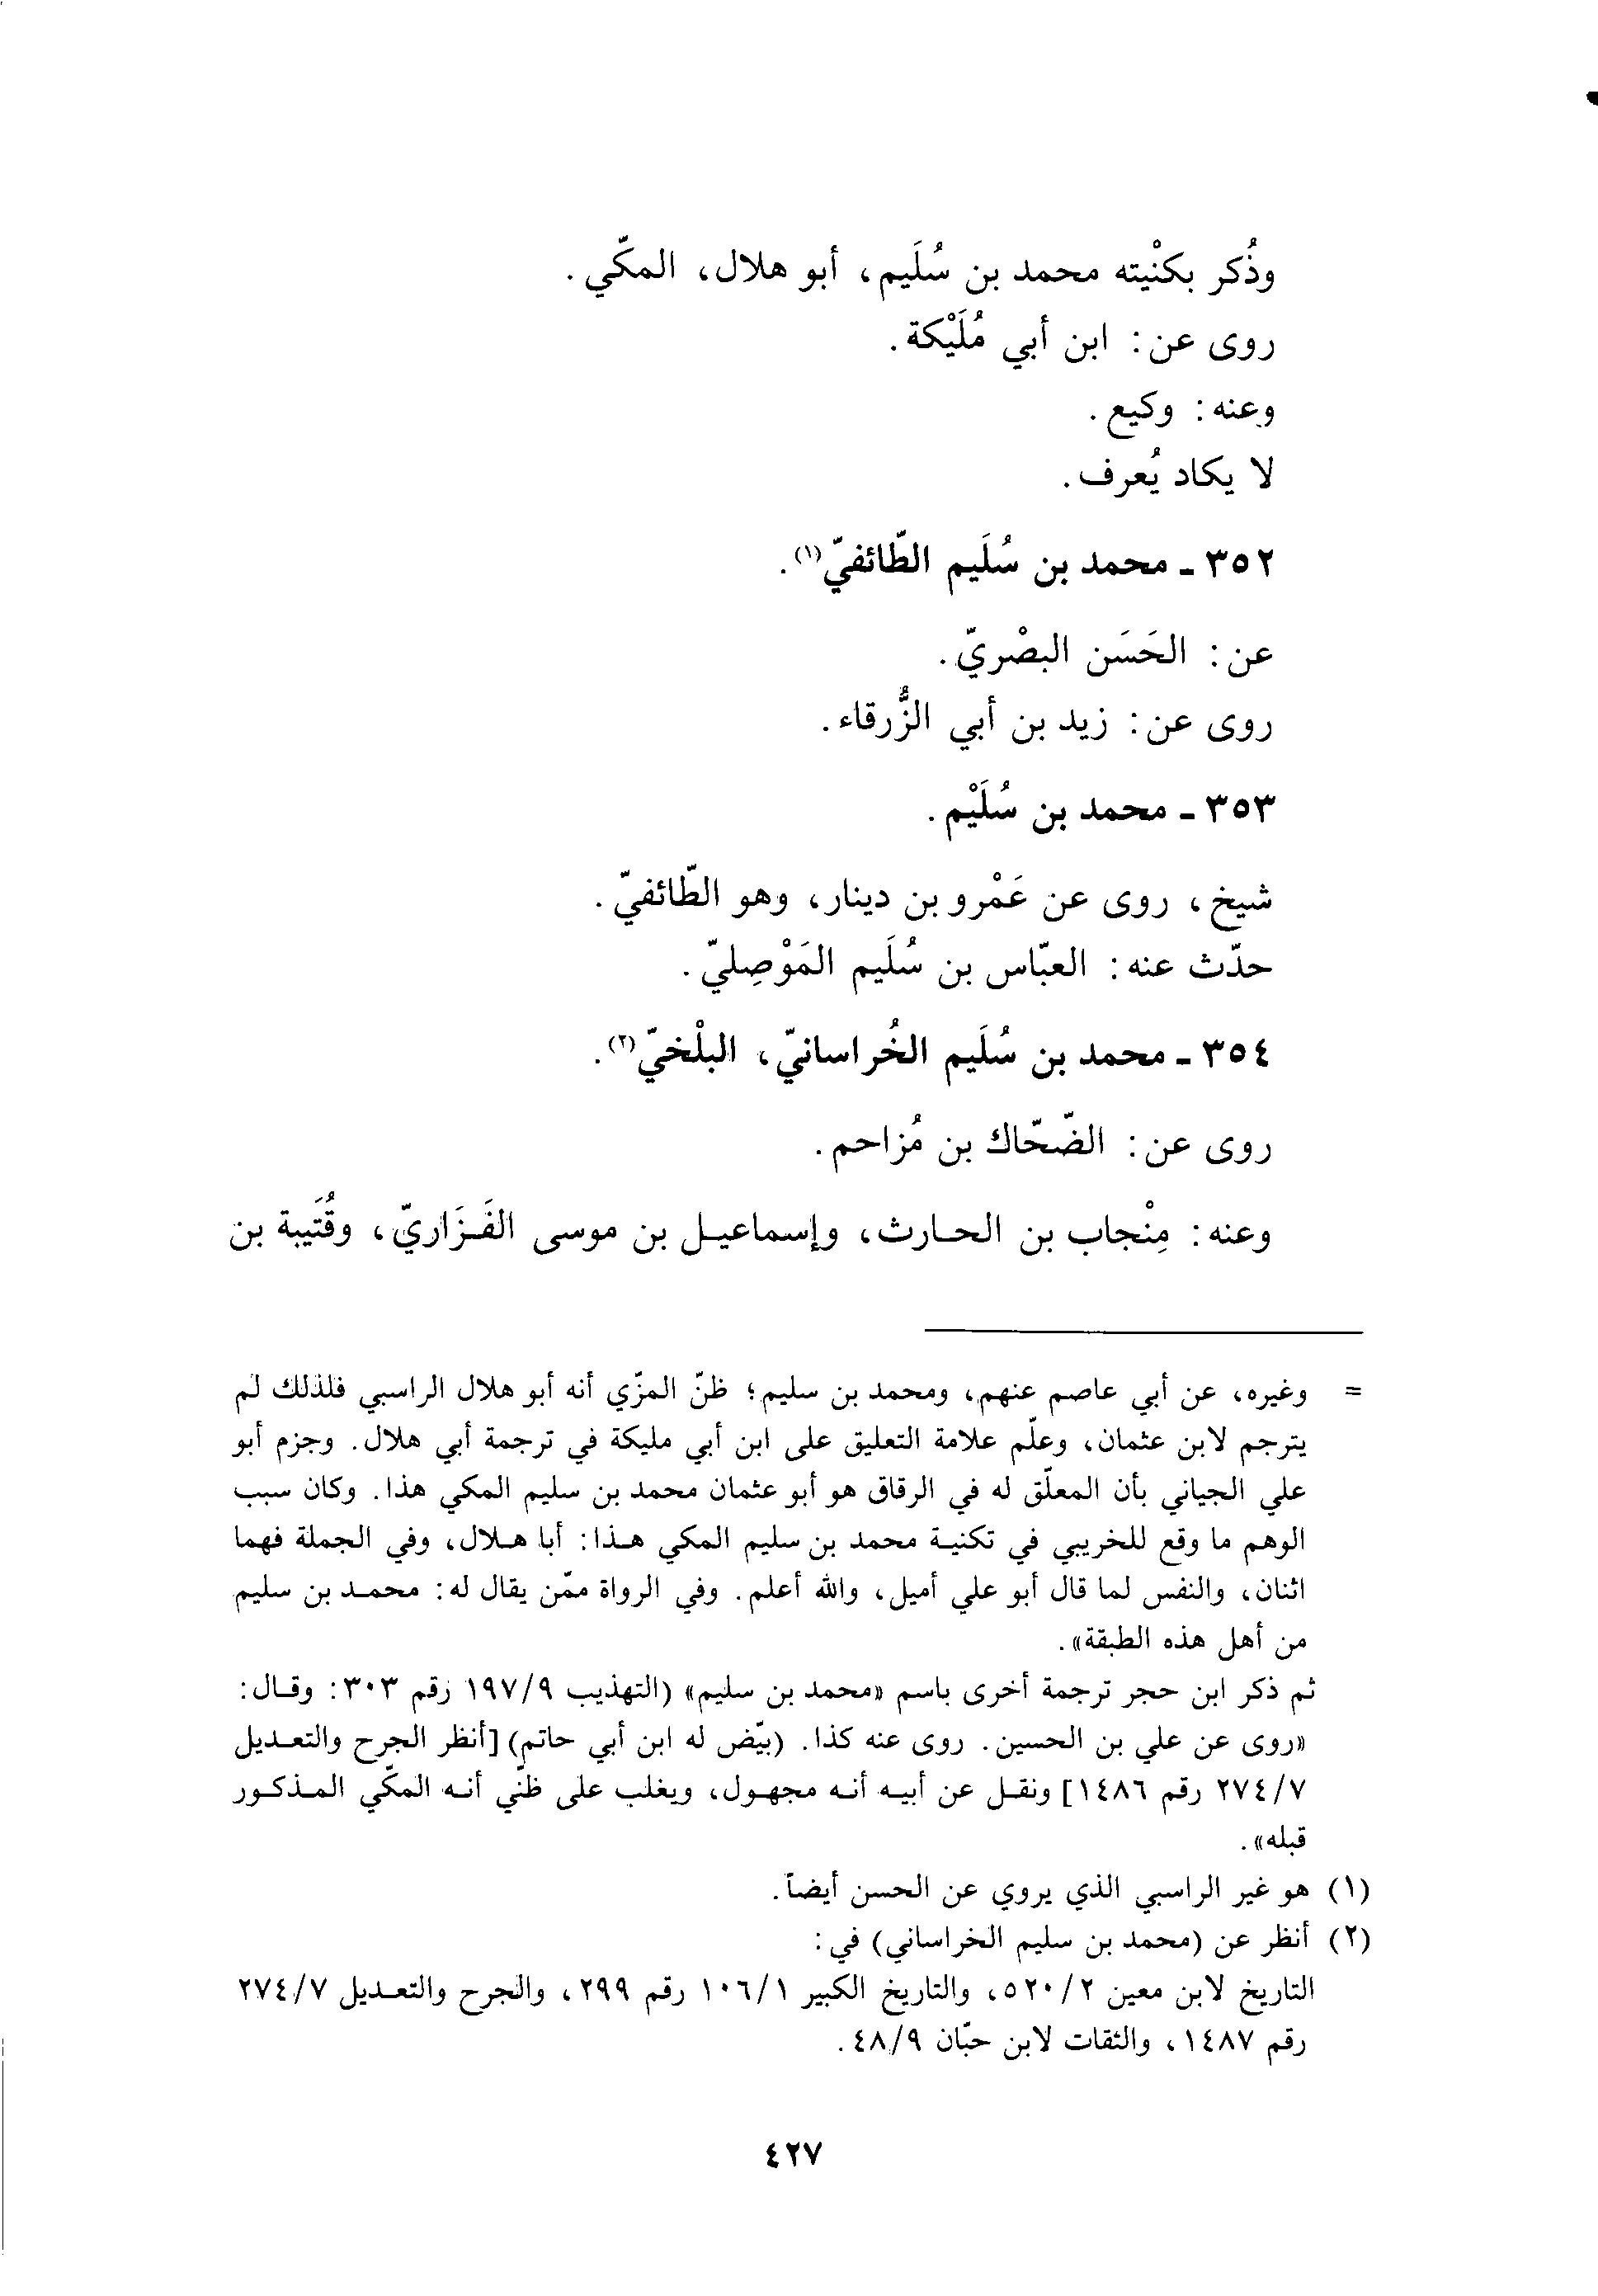 وذُكر بكنْيته محمد بن سُلَيم، أبو هلال، المكّي.
روى عن: ابن أبي مُلَيْكة.
وعنه: وكيع.
لا يكاد يُعرف.
٣٥٢ - محمد بن سُلَيم الطّائفيّ(١).
عن: الحَسَن البصْريّ.
روى عن: زيد بن أبي الزُّرقاء.
٣٥٣ - محمد بن سُلَيْم.
شيخ، روى عن عَمْرو بن دينار، وهو الطّائفيّ.
حدّث عنه: العبّاس بن سُلَيم المَوْصِليّ.
٣٥٤ - محمد بن سُلَيم الخُراسانيّ، البلْخيّ(٢).
روى عن: الضّحّاك بن مُزاحم.
وعنه: مِنْجاب بن الحارث، وإسماعيل بن موسى الفَزَاريّ، وقُتَيبة بن
= وغيره، عن أبي عاصم عنهم، ومحمد بن سليم؛ ظنّ المزّي أنه أبو هلال الراسبي فلذلك لم
يترجم لابن عثمان، وعلّم علامة التعليق على ابن أبي مليكة في ترجمة أبي هلال. وجزم أبو
علي الجياني بأن المعلّق له في الرقاق هو أبو عثمان محمد بن سليم المكي هذا. وكان سبب
الوهم ما وقع للخريبي في تكنية محمد بن سليم المكي هذا: أبا هلال، وفي الجملة فهما
اثنان، والنفس لما قال أبو علي أميل، والله أعلم. وفي الرواة ممّن يقال له: محمد بن سليم
من أهل هذه الطبقة».
ثم ذكر ابن حجر ترجمة أخرى باسم «محمد بن سليم» (التهذيب ١٩٧/٩ رقم ٣٠٣: وقال:
«روى عن علي بن الحسين. روى عنه كذا. (بيّض له ابن أبي حاتم) [أنظر الجرح والتعديل
٢٧٤/٧ رقم ١٤٨٦] ونقل عن أبيه أنه مجهول، ويغلب على ظنّي أنه المكّي المذكور
قبله».
(١) هو غير الراسبي الذي يروي عن الحسن أيضاً.
(٢) أنظر عن (محمد بن سليم الخراساني) في:
التاريخ لابن معين ٥٢٠/٢، والتاريخ الكبير ١٠٦/١ رقم ٢٩٩، والجرح والتعديل ٢٧٤/٧
رقم ١٤٨٧، والثقات لابن حبّان ٤٨/٩.
٤٢٧